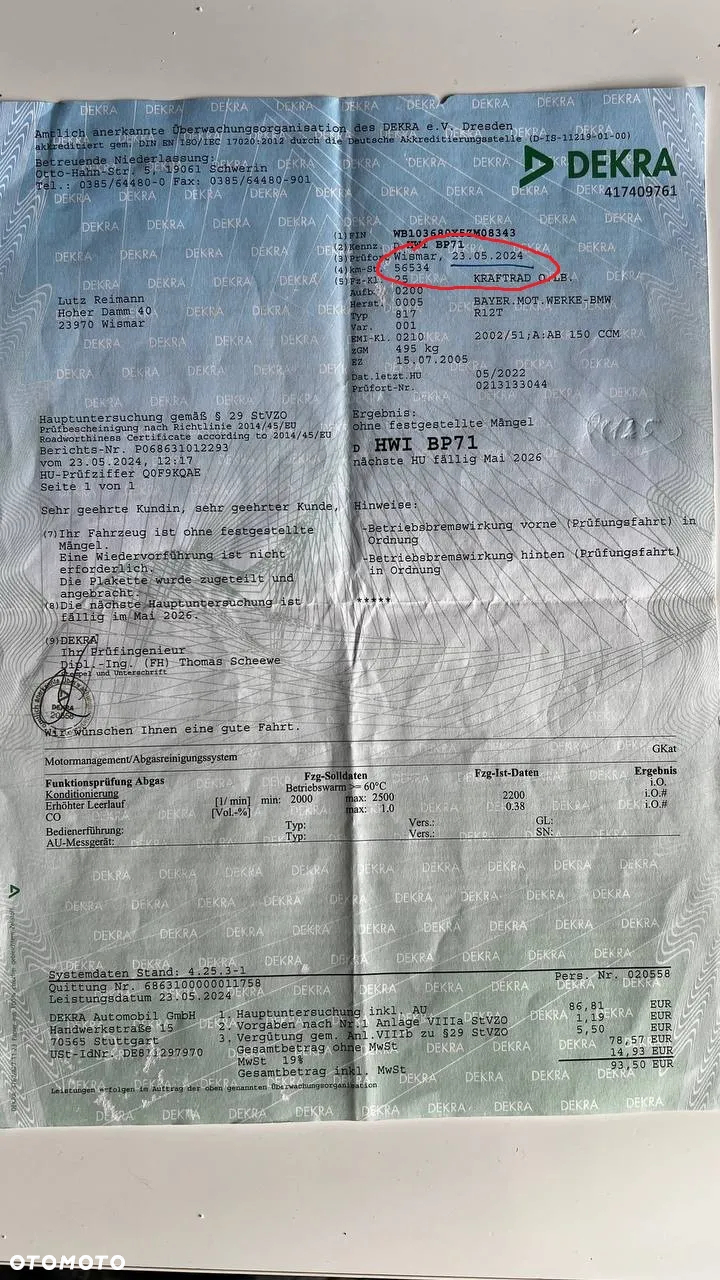 Amtlich anerkannte Überwachungsorganisation des DEKRA e.V. Dresden
akkreditiert gem. DIN EN ISO/IEC 17020:2012 durch die Deutsche Akkreditierungsstelle (D-IS-11219-01-00)
Betreuende Niederlassung:
Otto-Hahn-Str. 5, 19061 Schwerin
Tel.: 0385/64480-0 Fax: 0385/64480-901
DEKRA
417409761
(1) FIN WB103680X5ZM08343
(2) Kennz. D HWI BP71
(3) Prüfort Wismar, 23.05.2024
(4) km-St. 56534
(5) Fz-Kl. 25 KRAFTRAD O.LB.
Aufb. 0200
Herst. 0005 BAYER.MOT.WERKE-BMW
Typ 817 R12T
Var. 001
EMI-Kl. 0210 2002/51;A:AB 150 CCM
zGM 495 kg
EZ 15.07.2005
Dat.letzt.HU 05/2022
Prüfort-Nr. 0213133044
Lutz Reimann
Hoher Damm 40
23970 Wismar
Hauptuntersuchung gemäß § 29 StVZO
Prüfbescheinigung nach Richtlinie 2014/45/EU
Roadworthiness Certificate according to 2014/45/EU
Berichts-Nr. P068631012293
vom 23.05.2024, 12:17
HU-Prüfziffer Q0F9KQAE
Seite 1 von 1
Ergebnis:
ohne festgestellte Mängel
D HWI BP71
nächste HU fällig Mai 2026
Sehr geehrte Kundin, sehr geehrter Kunde,
(7) Ihr Fahrzeug ist ohne festgestellte
Mängel.
Eine Wiedervorführung ist nicht
erforderlich.
Die Plakette wurde zugeteilt und
angebracht.
(8) Die nächste Hauptuntersuchung ist
fällig im Mai 2026.
(9) DEKRA
Ihr Prüfingenieur
Dipl.-Ing. (FH) Thomas Scheewe
Stempel und Unterschrift
Wir wünschen Ihnen eine gute Fahrt.
Hinweise:
-Betriebsbremswirkung vorne (Prüfungsfahrt) in
Ordnung
-Betriebsbremswirkung hinten (Prüfungsfahrt)
in Ordnung
*****
Motormanagement/Abgasreinigungssystem GKat
Funktionsprüfung Abgas Fzg-Solldaten Fzg-Ist-Daten Ergebnis
Konditionierung Betriebswarm >= 60°C i.O.
Erhöhter Leerlauf [1/ min] min: 2000 max: 2500 2200 i.O.#
CO [Vol.-%] max: 1.0 0.38 i.O.#
Bedienerführung: Typ: Vers.: GL:
AU-Messgerät: Typ: Vers.: SN:
Systemdaten Stand: 4.25.3-1 Pers. Nr. 020558
Quittung Nr. 6863100000011758
Leistungsdatum 23.05.2024
DEKRA Automobil GmbH
Handwerkstraße 15
70565 Stuttgart
USt-IdNr. DE811297970
1. Hauptuntersuchung inkl. AU 86,81 EUR
2. Vorgaben nach Nr.1 Anlage VIIIa StVZO 1,19 EUR
3. Vergütung gem. Anl.VIIIb zu §29 StVZO 5,50 EUR
Gesamtbetrag ohne MwSt 78,57 EUR
MwSt 19% 14,93 EUR
Gesamtbetrag inkl. MwSt 93,50 EUR
Leistungen erfolgen im Auftrag der oben genannten Überwachungsorganisation
OTOMOTO